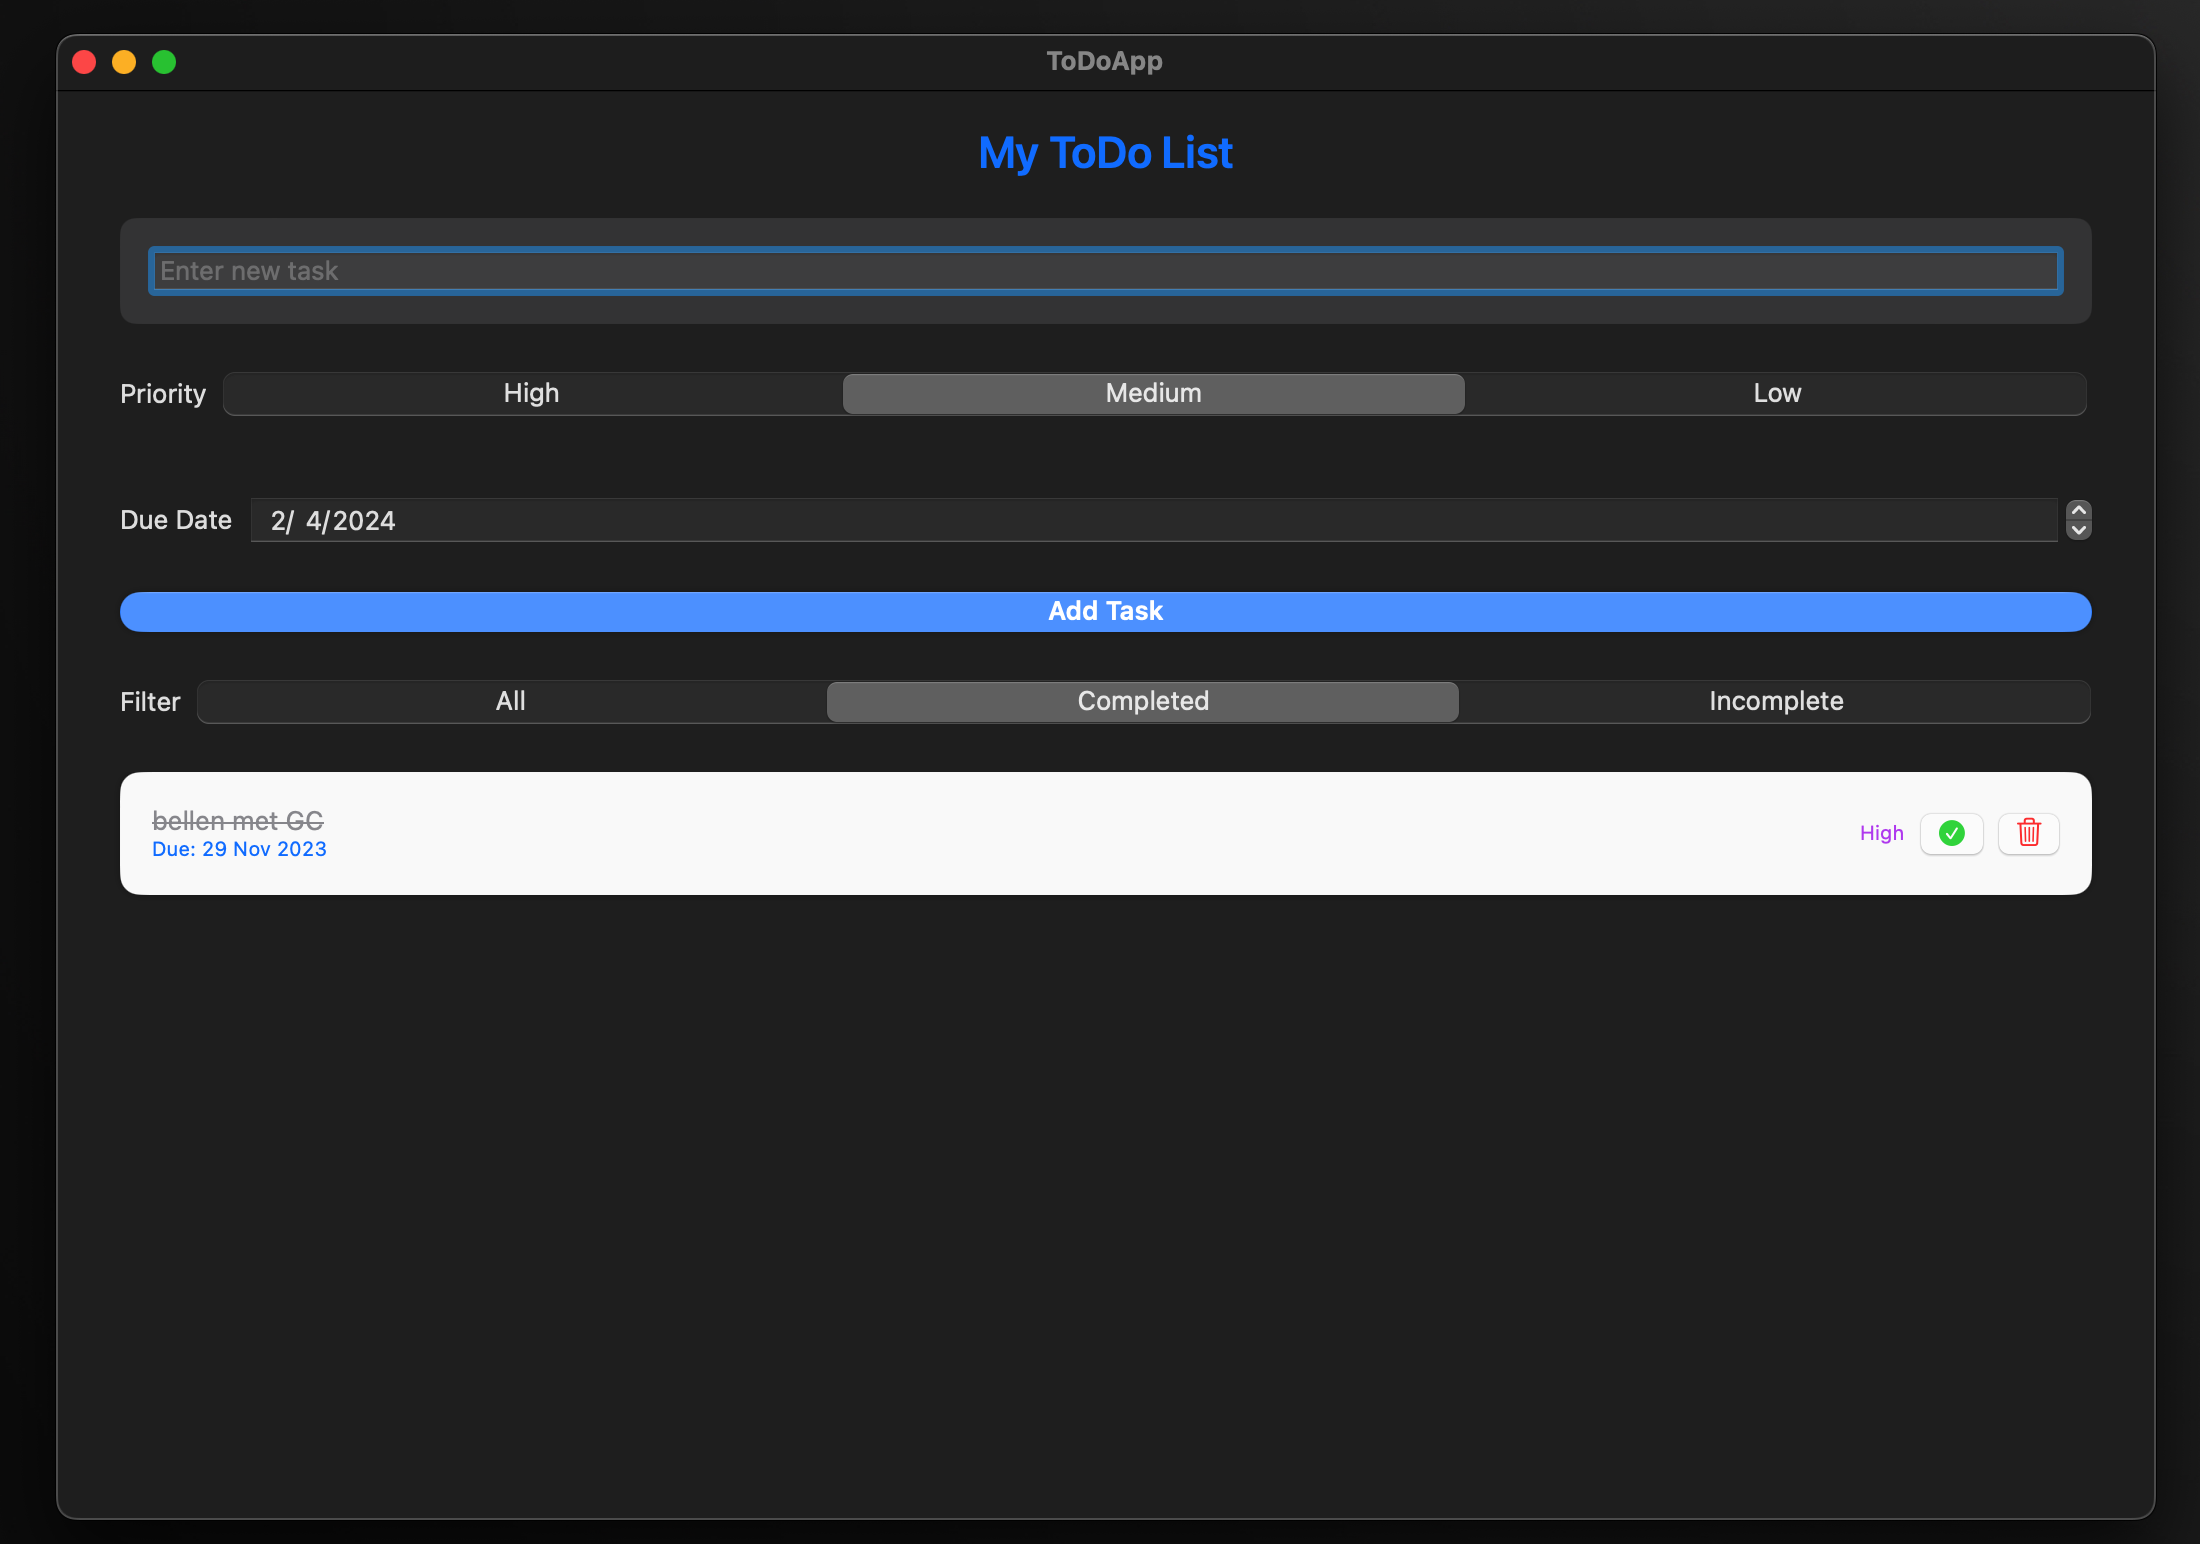 ToDoApp
My ToDo List
Enter new task
Priority High Medium Low
Due Date 2/ 4/2024
Add Task
Filter All Completed Incomplete
bellen met GC
Due: 29 Nov 2023
High